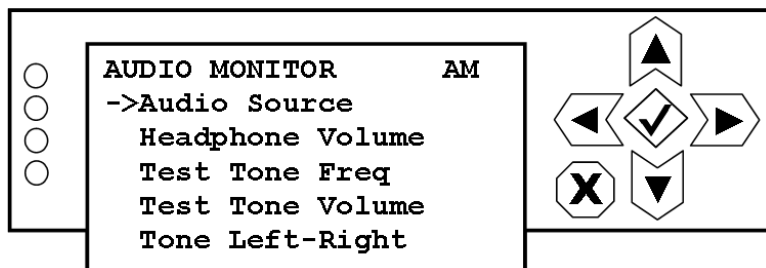 AUDIO MONITOR AM
->Audio Source
Headphone Volume
Test Tone Freq
Test Tone Volume
Tone Left-Right
X